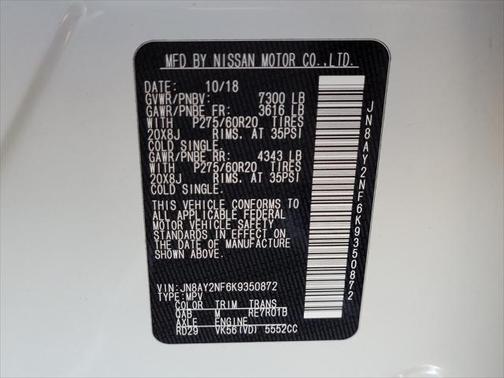 MFD BY NISSAN MOTOR CO.,LTD.
DATE: 10/18
GVWR/PNBV: 7300 LB
GAWR/PNBE FR: 3616 LB
WITH P275/60R20 TIRES
20X8J RIMS, AT 35PSI
COLD SINGLE.
GAWR/PNBE RR: 4343 LB
WITH P275/60R20 TIRES
20X8J RIMS, AT 35PSI
COLD SINGLE.
THIS VEHICLE CONFORMS TO
ALL APPLICABLE FEDERAL
MOTOR VEHICLE SAFETY
STANDARDS IN EFFECT ON
THE DATE OF MANUFACTURE
SHOWN ABOVE.
VIN: JN8AY2NF6K9350872
TYPE: MPV
COLOR TRIM TRANS
QAB M RE7R01B
AXLE ENGINE
RD29 VK56(VD) 5552CC
JN8AY2NF6K9350872